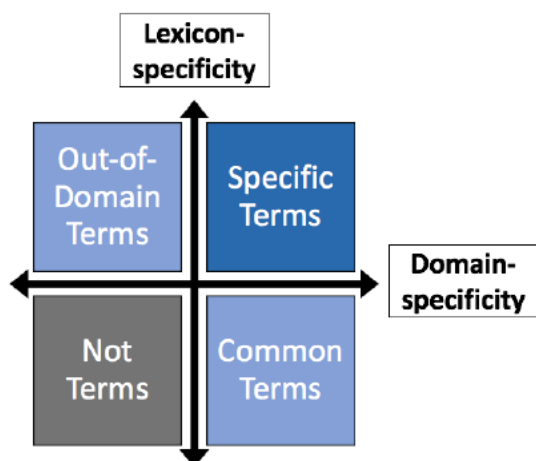 Lexicon-
specificity
Out-of-
Domain
Terms
Specific
Terms
Domain-
specificity
Not
Terms
Common
Terms